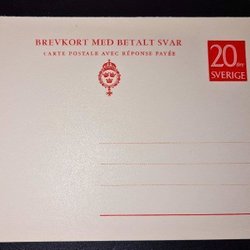 BREVKORT MED BETALT SVAR
CARTE POSTALE AVEC RÉPONSE PAYÉE
20 öre
SVERIGE